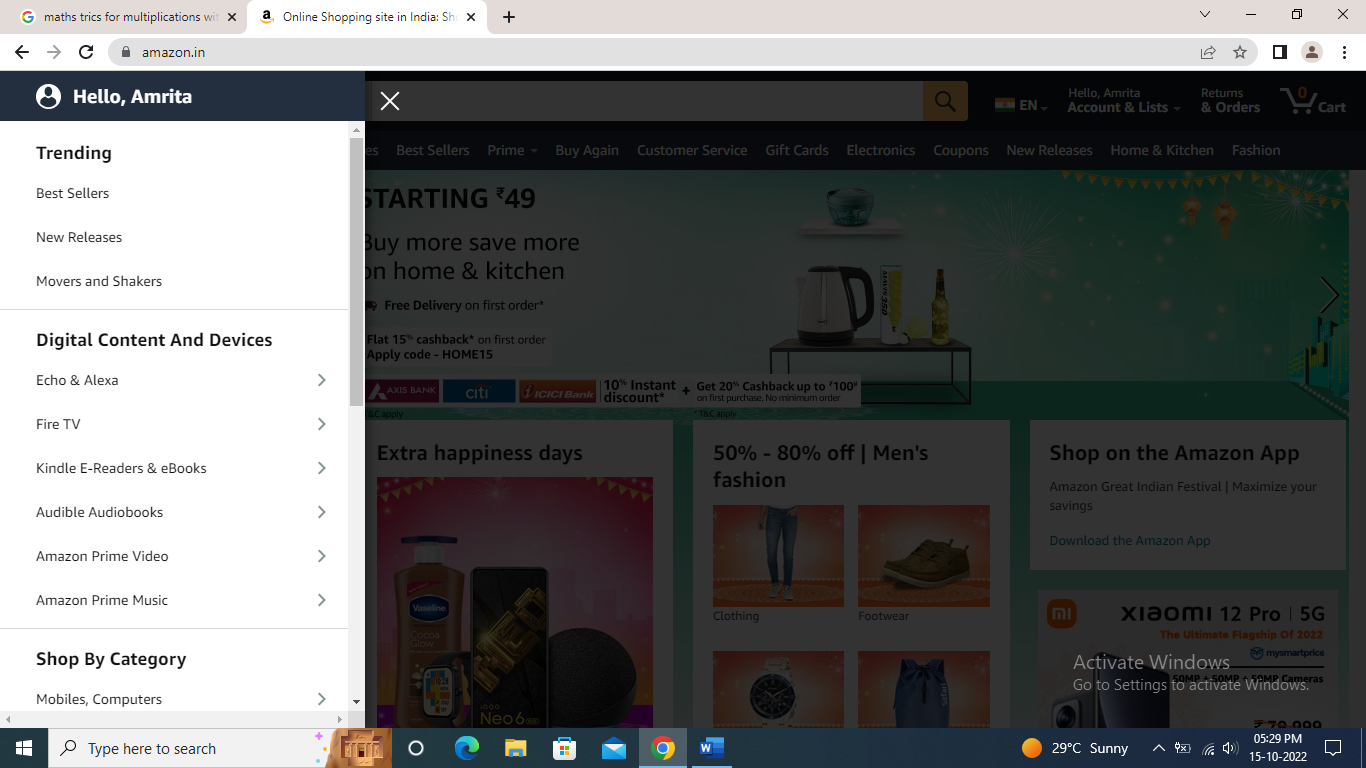 maths trics for multiplications wit
Online Shopping site in India: Sho
amazon.in
Hello, Amrita
EN
Hello, Amrita
Account & Lists
Returns
& Orders
0
Cart
es
Best Sellers
Prime
Buy Again
Customer Service
Gift Cards
Electronics
Coupons
New Releases
Home & Kitchen
Fashion
Trending
Best Sellers
New Releases
Movers and Shakers
Digital Content And Devices
Echo & Alexa
Fire TV
Kindle E-Readers & eBooks
Audible Audiobooks
Amazon Prime Video
Amazon Prime Music
Shop By Category
Mobiles, Computers
STARTING ₹49
Buy more save more
on home & kitchen
Free Delivery on first order*
Flat 15% cashback* on first order
Apply code - HOME15
AXIS BANK
citi
ICICI Bank
10% Instant
discount*
+
Get 20% Cashback up to ₹100#
on first purchase. No minimum order
T&C apply
*T&C apply
Extra happiness days
Vaseline
Cocoa
Glow
NEO
iQOO
Neo 6
50% - 80% off | Men's
fashion
Clothing
Footwear
Safari
Shop on the Amazon App
Amazon Great Indian Festival | Maximize your
savings
Download the Amazon App
mi
XIAOMI 12 Pro | 5G
The Ultimate Flagship Of 2022
mysmartprice
50MP + 50MP + 50MP Cameras
₹79,999
Activate Windows
Go to Settings to activate Windows.
Type here to search
29°C Sunny
05:29 PM
15-10-2022